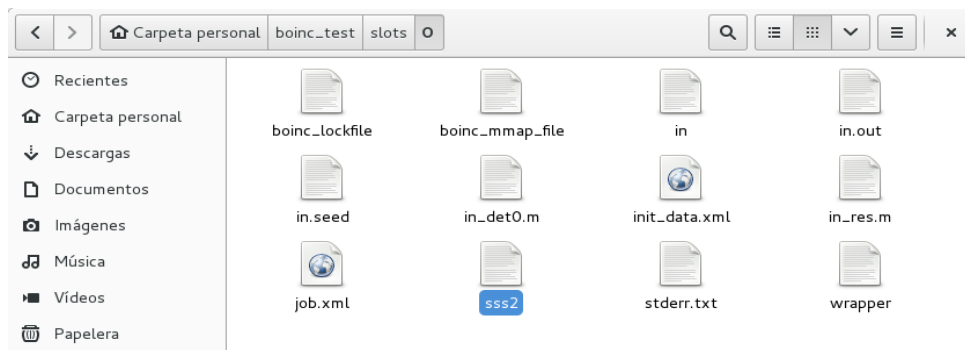 Carpeta personal boinc_test slots 0
Recientes
Carpeta personal
Descargas
Documentos
Imágenes
Música
Vídeos
Papelera
boinc_lockfile boinc_mmap_file in in.out
in.seed in_det0.m init_data.xml in_res.m
job.xml sss2 stderr.txt wrapper